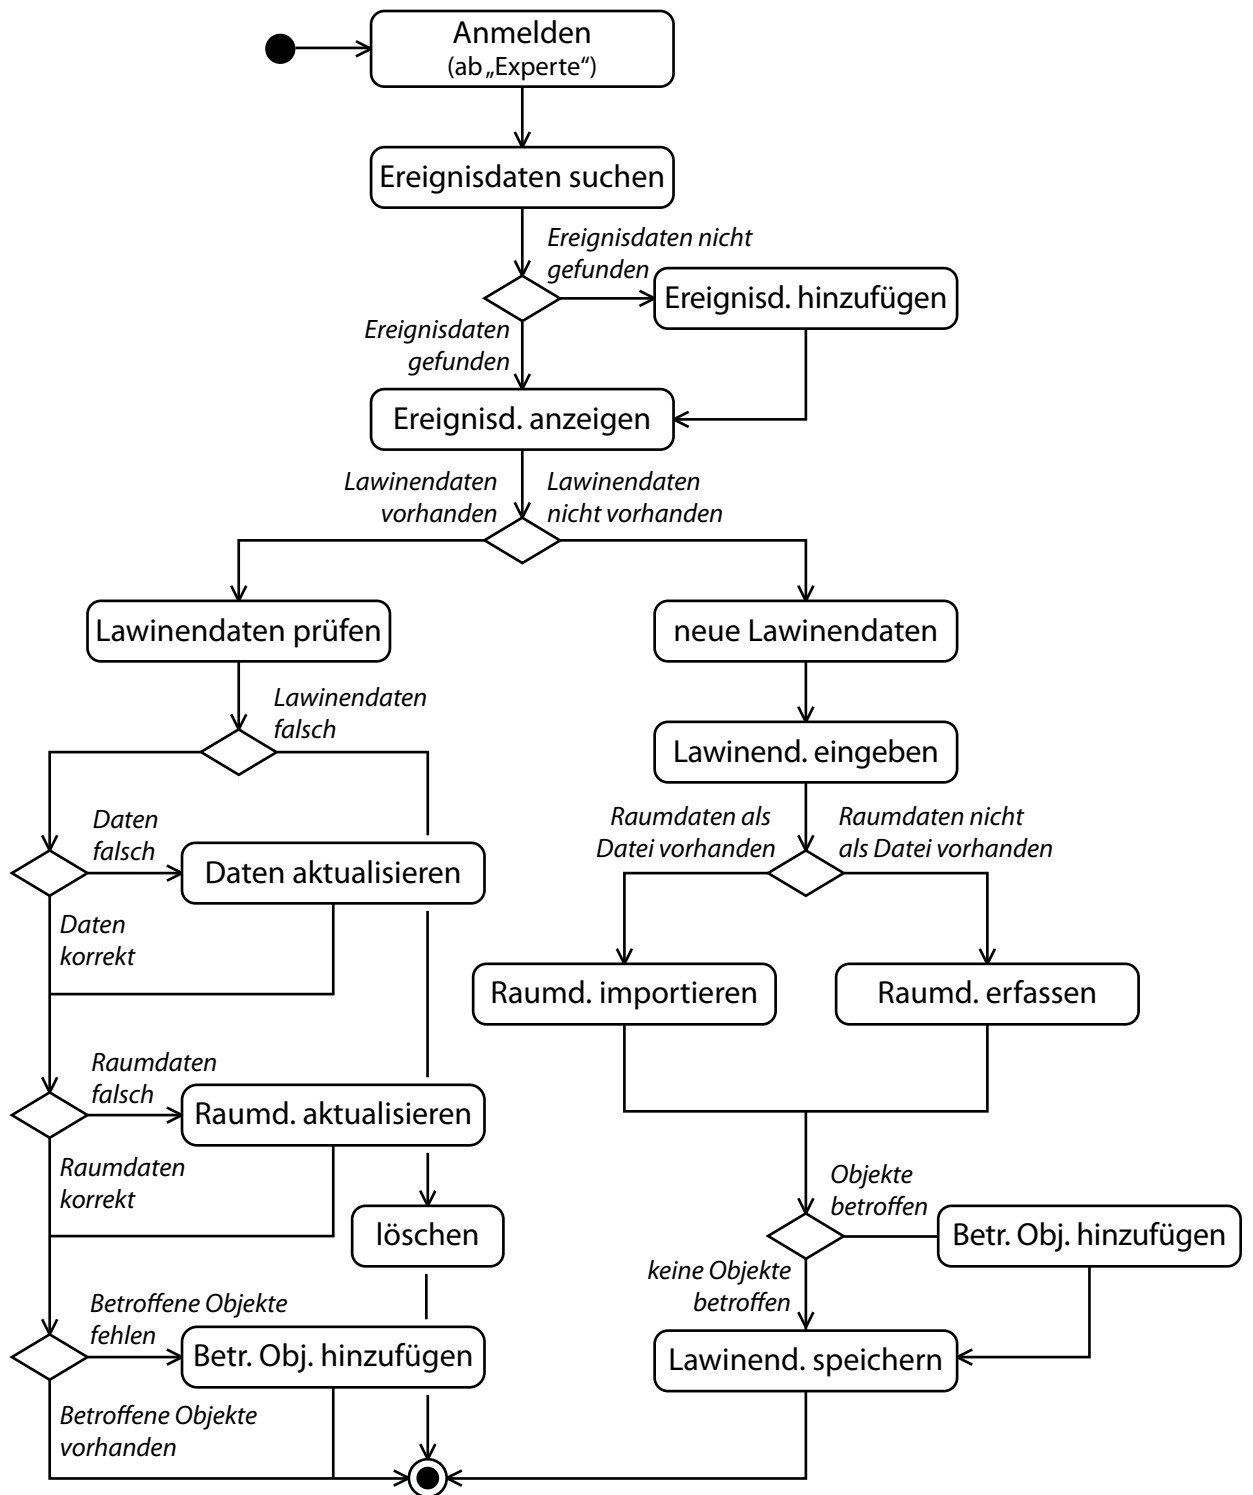 Anmelden
(ab „Experte“)
Ereignisdaten suchen
Ereignisdaten nicht
gefunden
Ereignisd. hinzufügen
Ereignisdaten
gefunden
Ereignisd. anzeigen
Lawinendaten
vorhanden
Lawinendaten
nicht vorhanden
Lawinendaten prüfen
neue Lawinendaten
Lawinendaten
falsch
Lawinend. eingeben
Daten
falsch
Daten aktualisieren
Raumdaten als
Datei vorhanden
Raumdaten nicht
als Datei vorhanden
Daten
korrekt
Raumd. importieren
Raumd. erfassen
Raumdaten
falsch
Raumd. aktualisieren
Raumdaten
korrekt
löschen
Objekte
betroffen
Betr. Obj. hinzufügen
keine Objekte
betroffen
Betroffene Objekte
fehlen
Betr. Obj. hinzufügen
Lawinend. speichern
Betroffene Objekte
vorhanden